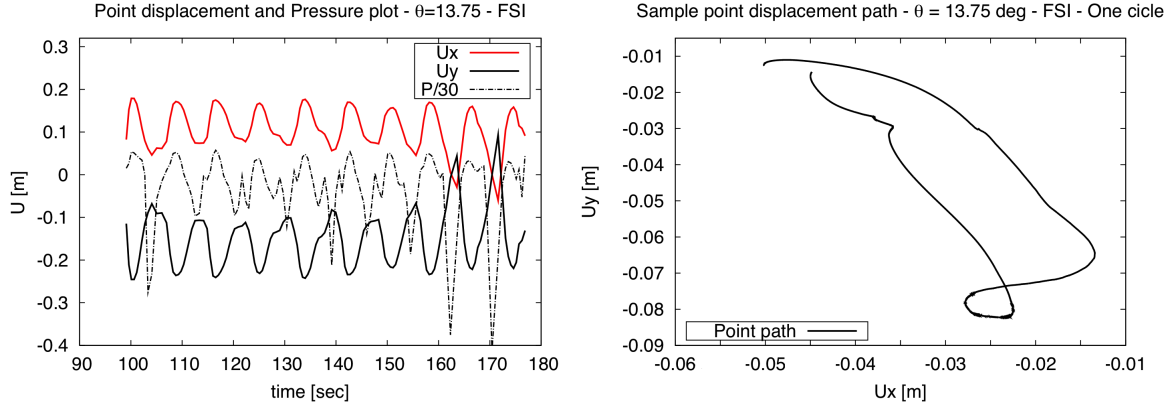 Point displacement and Pressure plot - θ=13.75 - FSI
Ux
Uy
P/30
0.3
0.2
0.1
0
-0.1
-0.2
-0.3
-0.4
U [m]
90 100 110 120 130 140 150 160 170 180
time [sec]
Sample point displacement path - θ = 13.75 deg - FSI - One cicle
-0.01
-0.02
-0.03
-0.04
-0.05
-0.06
-0.07
-0.08
-0.09
Uy [m]
Point path
-0.06 -0.05 -0.04 -0.03 -0.02 -0.01
Ux [m]